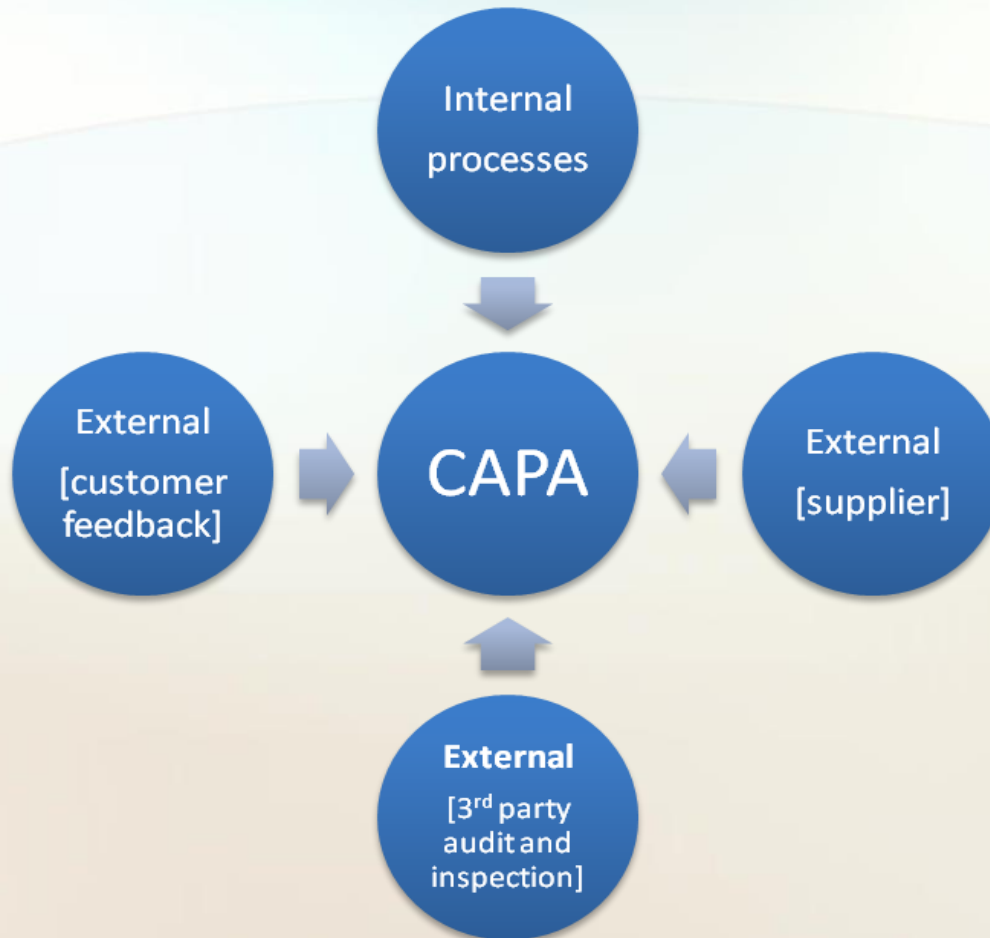 Internal
processes
External
[customer
feedback]
CAPA
External
[supplier]
External
[3rd party
audit and
inspection]